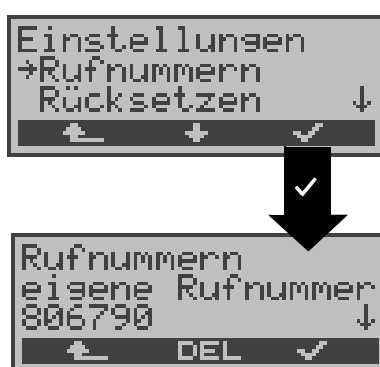 Einstellungen
→Rufnummern
Rücksetzen ↓
Rufnummern
eigene Rufnummer
806790 ↓
DEL